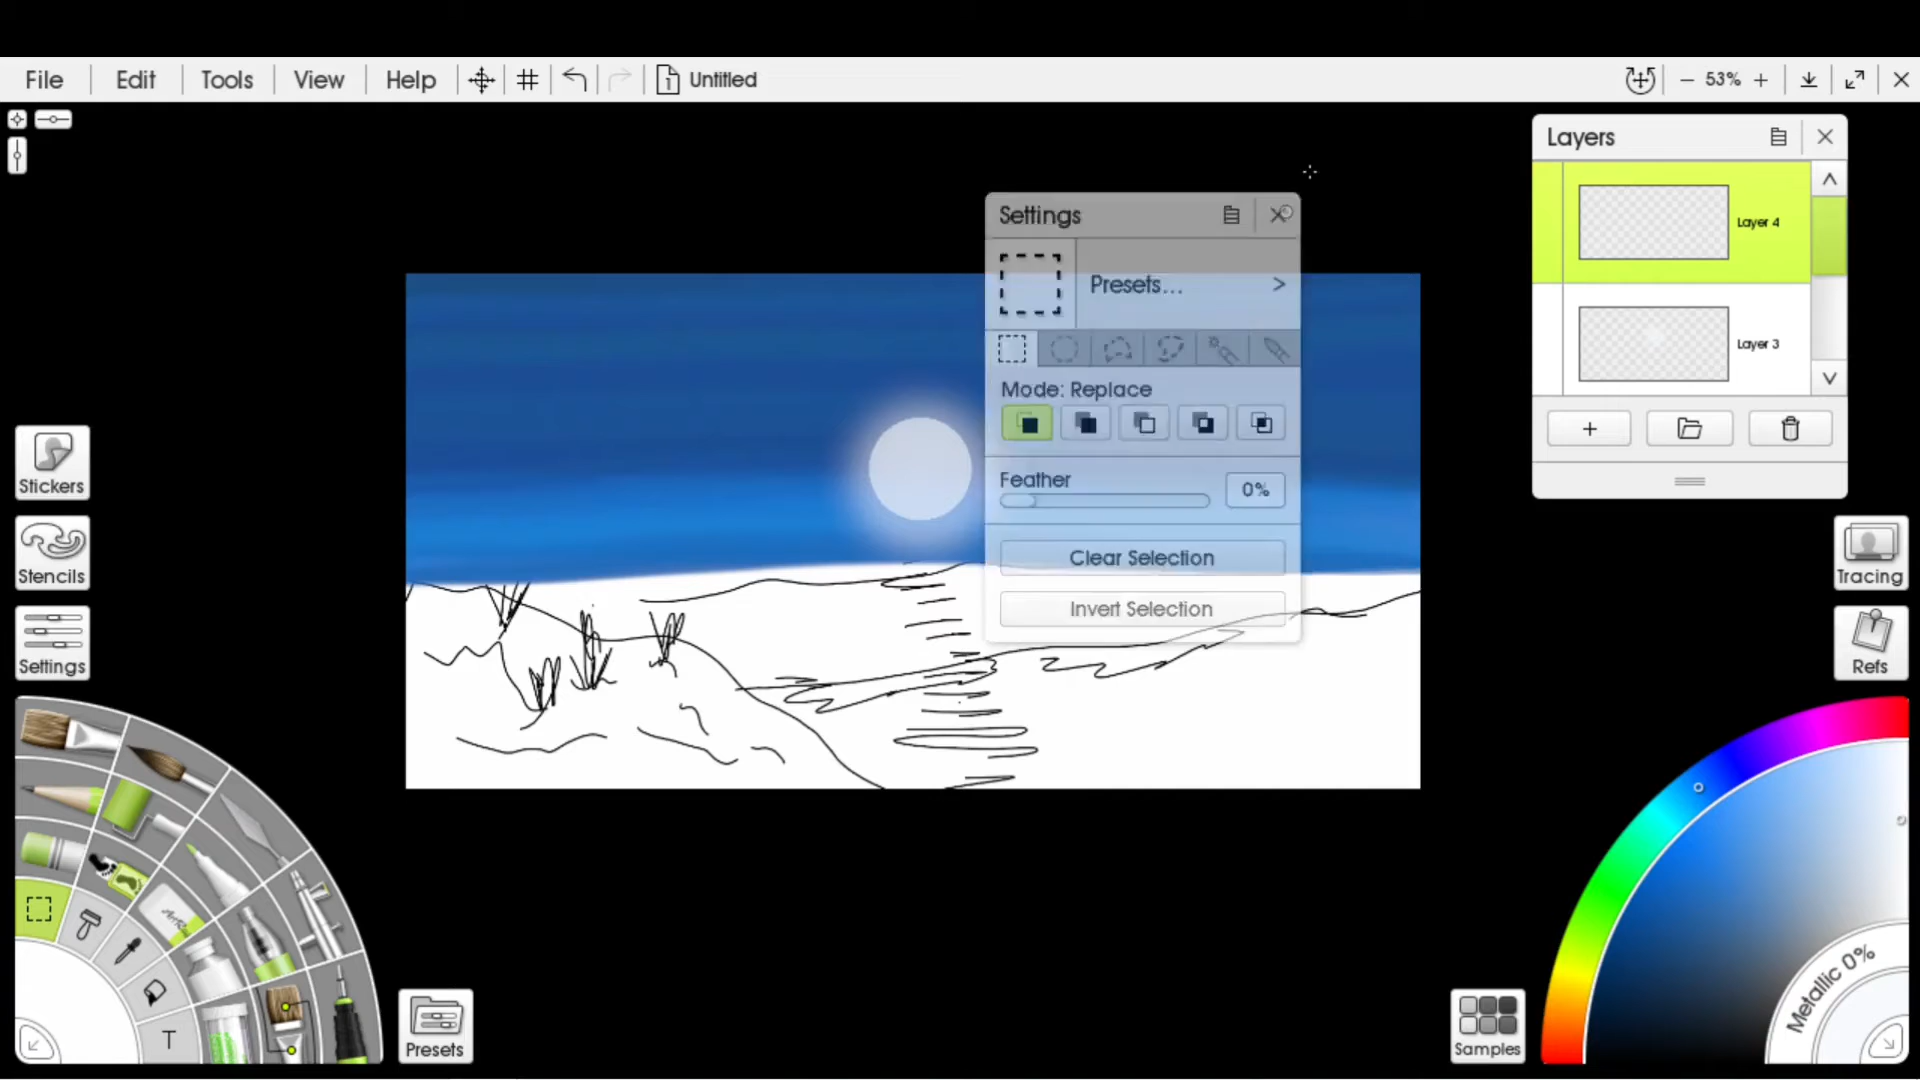 File
Edit
Tools
View
Help
Untitled
53%
Layers
Layer 4
Layer 3
Settings
Presets...
Mode: Replace
Feather
0%
Clear Selection
Invert Selection
Stickers
Stencils
Settings
Tracing
Refs
T
Presets
Samples
Metallic 0%